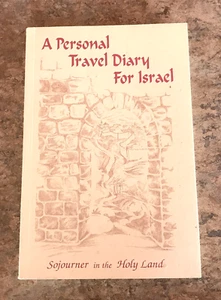 A Personal
Travel Diary
For Israel
Sojourner in the Holy Land